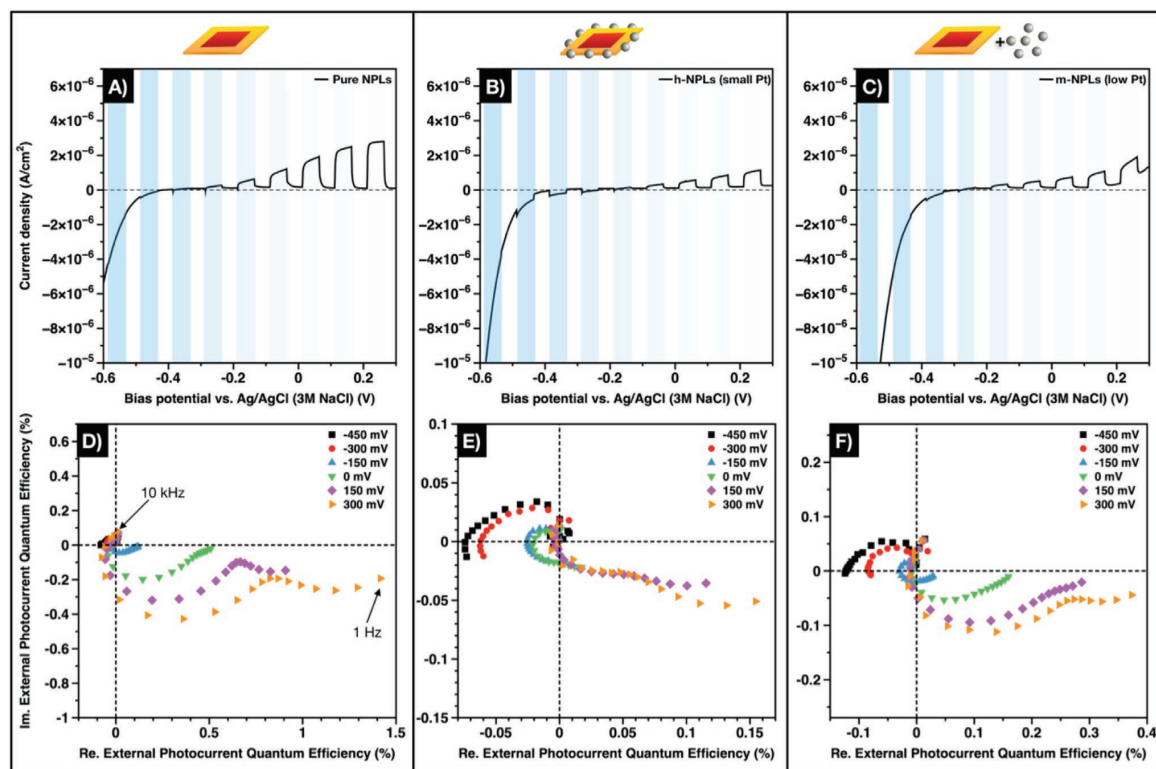 +
A)
Pure NPLs
6×10⁻⁶
4×10⁻⁶
2×10⁻⁶
0
−2×10⁻⁶
−4×10⁻⁶
−6×10⁻⁶
−8×10⁻⁶
−10⁻⁵
Current density (A/cm²)
-0.6 -0.4 -0.2 0 0.2
Bias potential vs. Ag/AgCl (3M NaCl) (V)
B)
h-NPLs (small Pt)
6×10⁻⁶
4×10⁻⁶
2×10⁻⁶
0
−2×10⁻⁶
−4×10⁻⁶
−6×10⁻⁶
−8×10⁻⁶
−10⁻⁵
-0.6 -0.4 -0.2 0 0.2
Bias potential vs. Ag/AgCl (3M NaCl) (V)
C)
m-NPLs (low Pt)
6×10⁻⁶
4×10⁻⁶
2×10⁻⁶
0
−2×10⁻⁶
−4×10⁻⁶
−6×10⁻⁶
−8×10⁻⁶
−10⁻⁵
-0.6 -0.4 -0.2 0 0.2
Bias potential vs. Ag/AgCl (3M NaCl) (V)
D)
-450 mV
-300 mV
-150 mV
0 mV
150 mV
300 mV
10 kHz
1 Hz
0.6
0.4
0.2
0
-0.2
-0.4
-0.6
-0.8
-1
Im. External Photocurrent Quantum Efficiency (%)
0 0.5 1 1.5
Re. External Photocurrent Quantum Efficiency (%)
E)
-450 mV
-300 mV
-150 mV
0 mV
150 mV
300 mV
0.1
0.05
0
-0.05
-0.1
-0.15
-0.05 0 0.05 0.1 0.15
Re. External Photocurrent Quantum Efficiency (%)
F)
-450 mV
-300 mV
-150 mV
0 mV
150 mV
300 mV
0.2
0.1
0
-0.1
-0.2
-0.1 0 0.1 0.2 0.3 0.4
Re. External Photocurrent Quantum Efficiency (%)